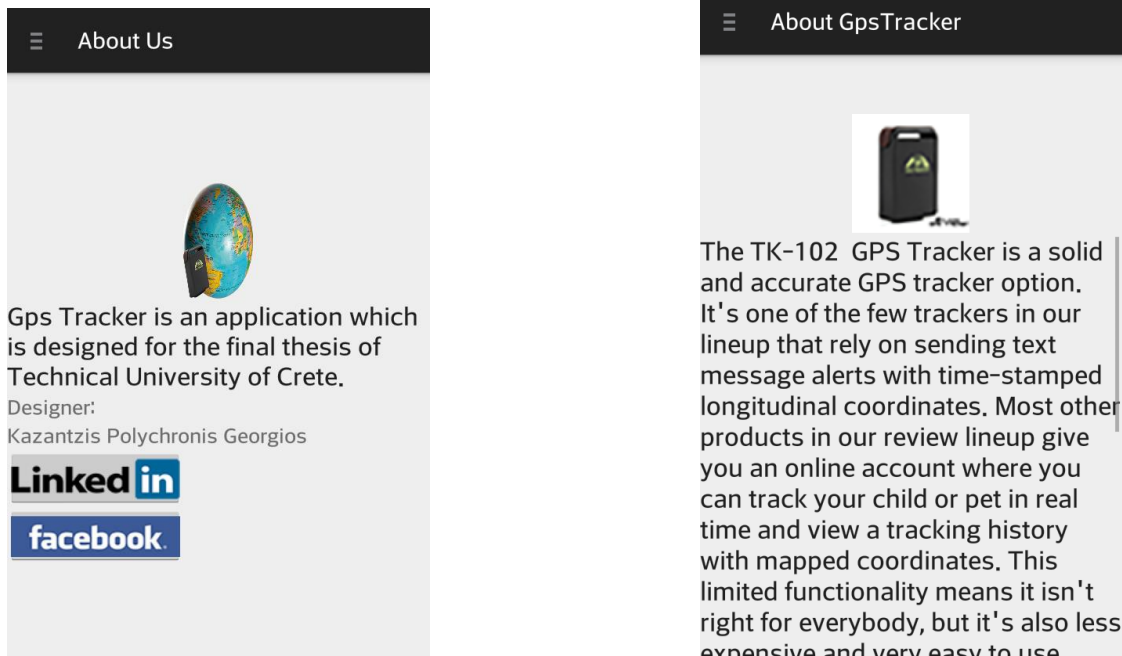 About Us
Gps Tracker is an application which
is designed for the final thesis of
Technical University of Crete.
Designer:
Kazantzis Polychronis Georgios
Linked in
facebook.
About GpsTracker
The TK-102 GPS Tracker is a solid
and accurate GPS tracker option.
It's one of the few trackers in our
lineup that rely on sending text
message alerts with time-stamped
longitudinal coordinates. Most other
products in our review lineup give
you an online account where you
can track your child or pet in real
time and view a tracking history
with mapped coordinates. This
limited functionality means it isn't
right for everybody, but it's also less
expensive and very easy to use